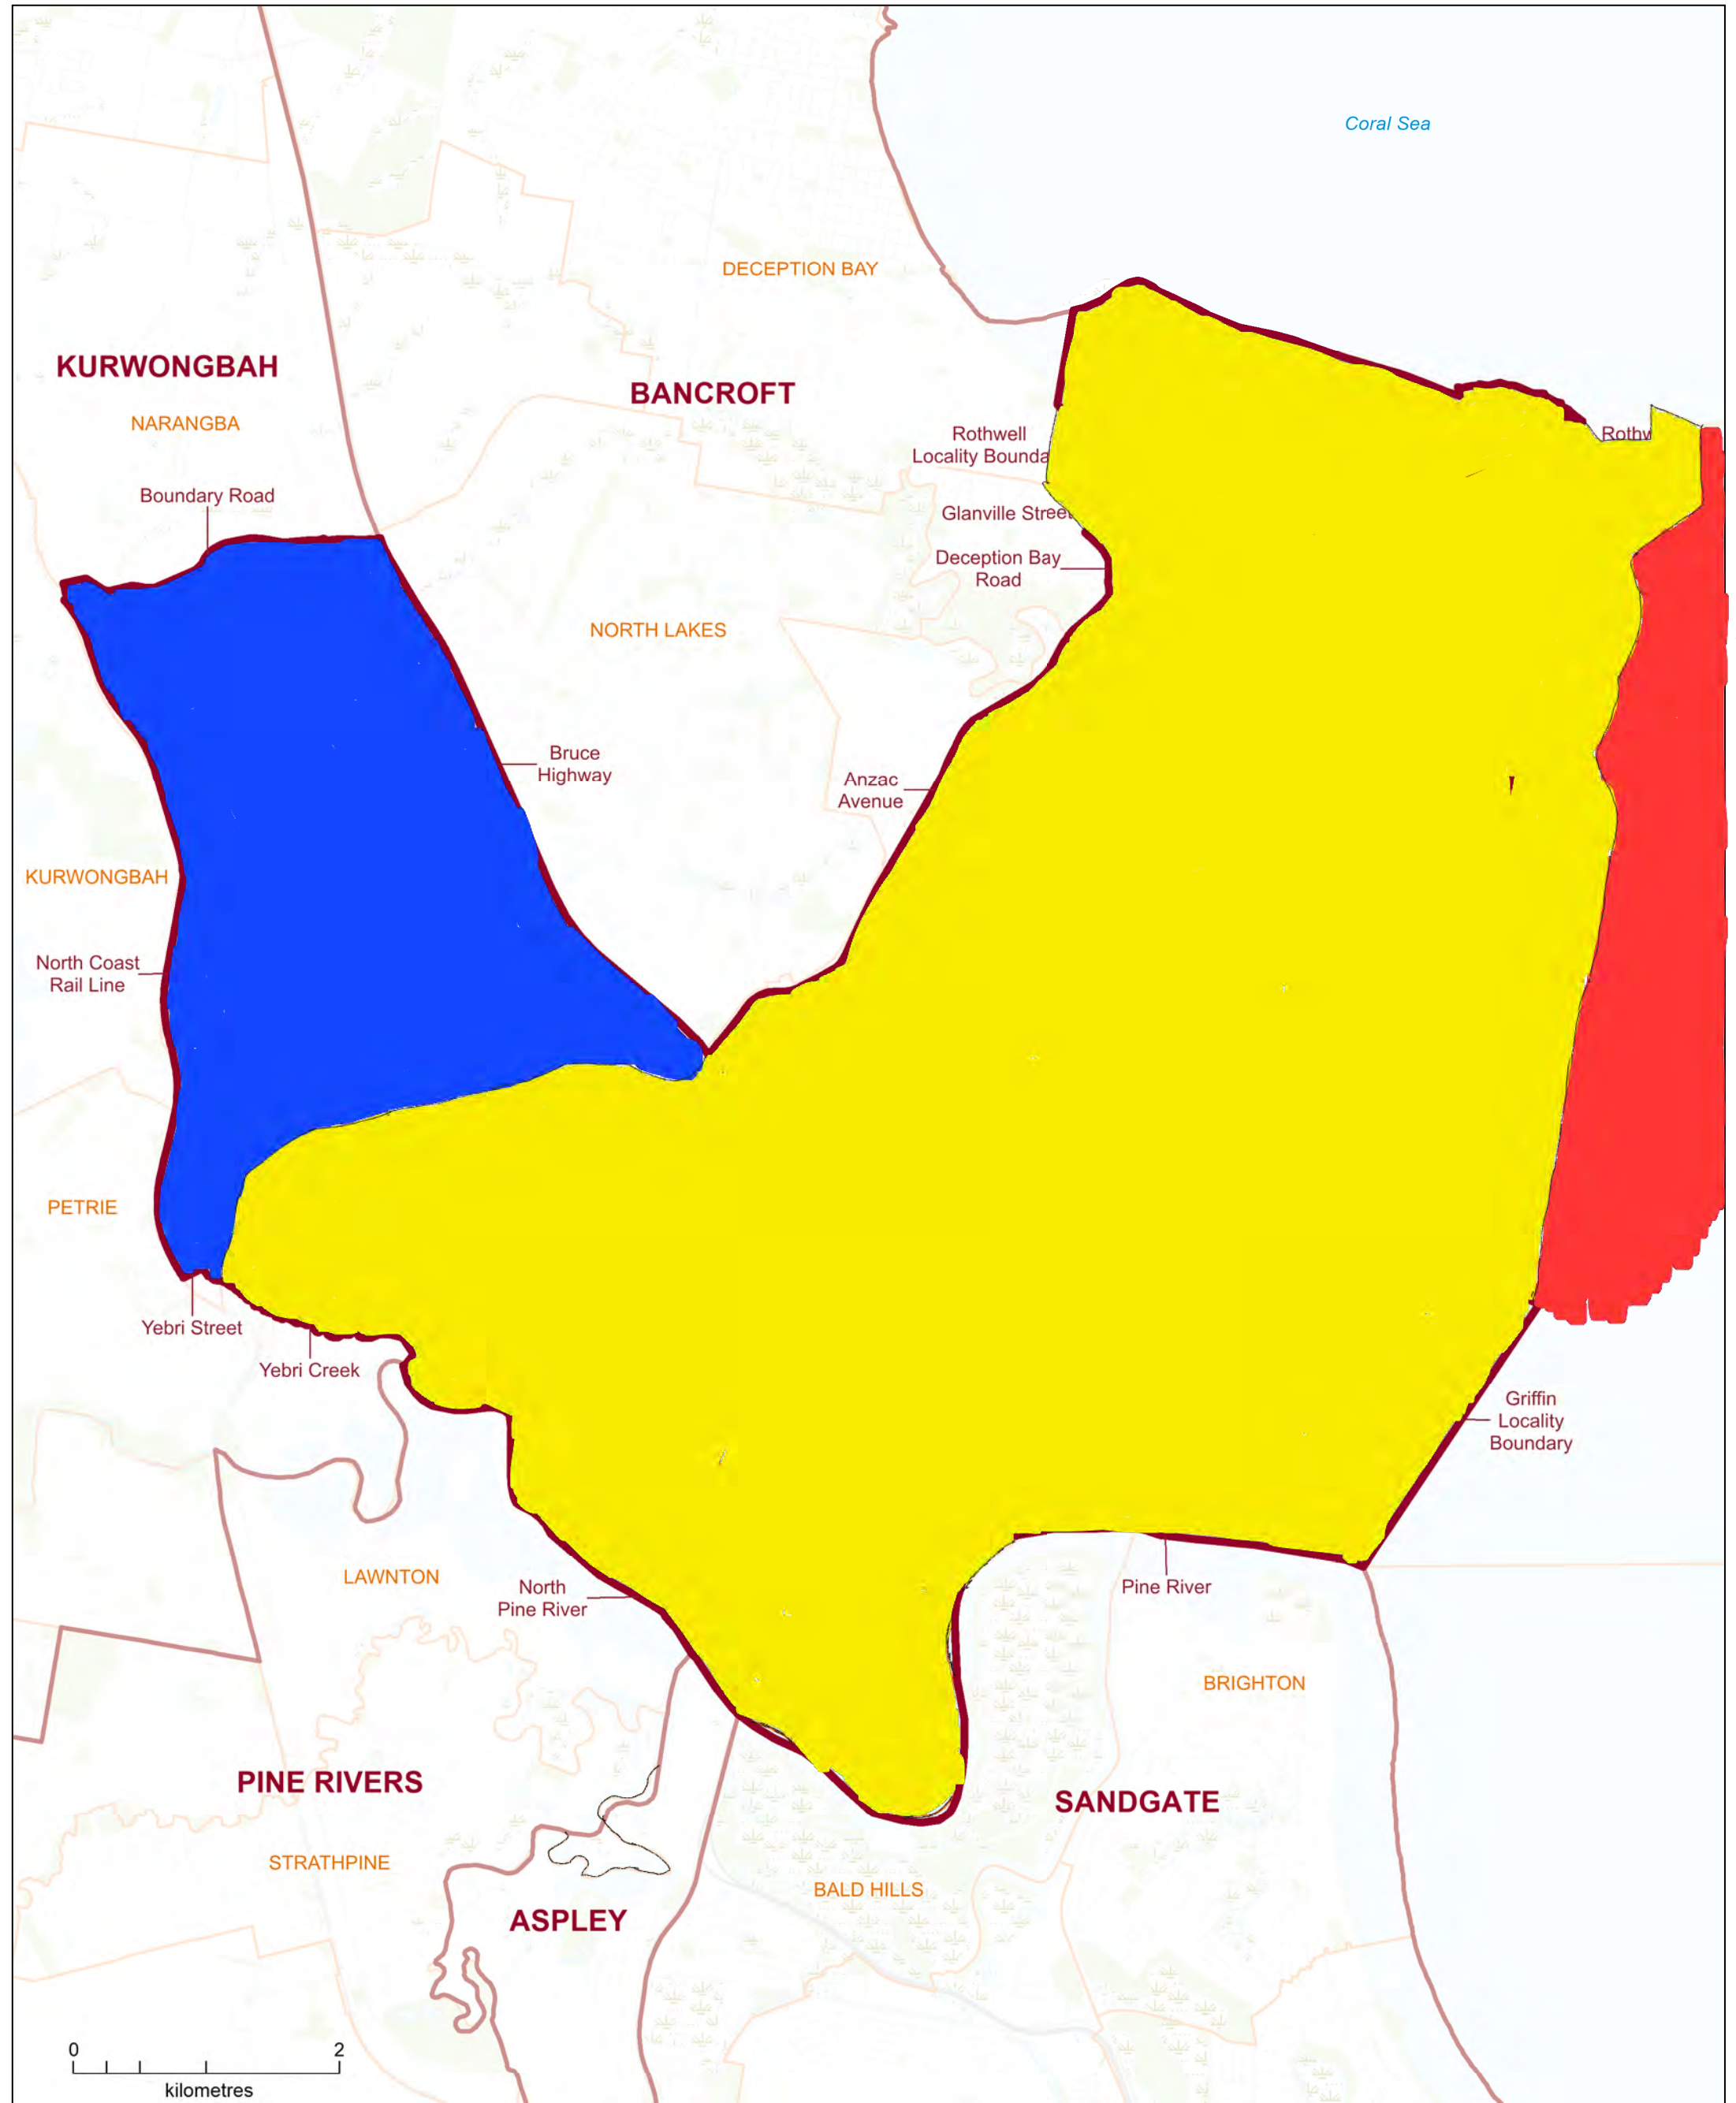 Coral Sea
DECEPTION BAY
KURWONGBAH
BANCROFT
NARANGBA
Rothwell
Locality Bounda
Rothw
Boundary Road
Glanville Street
Deception Bay
Road
NORTH LAKES
Bruce
Highway
Anzac
Avenue
KURWONGBAH
North Coast
Rail Line
PETRIE
Yebri Street
Yebri Creek
Griffin
Locality
Boundary
LAWNTON
North
Pine River
Pine River
BRIGHTON
PINE RIVERS
SANDGATE
STRATHPINE
BALD HILLS
ASPLEY
0 2
kilometres